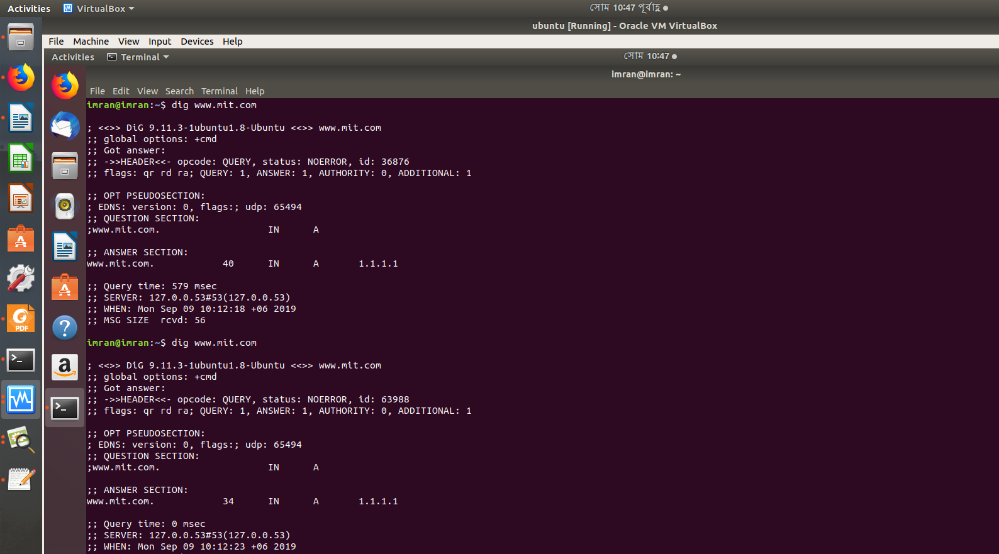 Activities VirtualBox সোম 10:47 পূর্বাহ্ণ
ubuntu [Running] - Oracle VM VirtualBox
File Machine View Input Devices Help
Activities Terminal সোম 10:47
imran@imran: ~
File Edit View Search Terminal Help
imran@imran:~$ dig www.mit.com
; <<>> DiG 9.11.3-1ubuntu1.8-Ubuntu <<>> www.mit.com
;; global options: +cmd
;; Got answer:
;; ->>HEADER<<- opcode: QUERY, status: NOERROR, id: 36876
;; flags: qr rd ra; QUERY: 1, ANSWER: 1, AUTHORITY: 0, ADDITIONAL: 1
;; OPT PSEUDOSECTION:
; EDNS: version: 0, flags:; udp: 65494
;; QUESTION SECTION:
;www.mit.com. IN A
;; ANSWER SECTION:
www.mit.com. 40 IN A 1.1.1.1
;; Query time: 579 msec
;; SERVER: 127.0.0.53#53(127.0.0.53)
;; WHEN: Mon Sep 09 10:12:18 +06 2019
;; MSG SIZE rcvd: 56
imran@imran:~$ dig www.mit.com
; <<>> DiG 9.11.3-1ubuntu1.8-Ubuntu <<>> www.mit.com
;; global options: +cmd
;; Got answer:
;; ->>HEADER<<- opcode: QUERY, status: NOERROR, id: 63988
;; flags: qr rd ra; QUERY: 1, ANSWER: 1, AUTHORITY: 0, ADDITIONAL: 1
;; OPT PSEUDOSECTION:
; EDNS: version: 0, flags:; udp: 65494
;; QUESTION SECTION:
;www.mit.com. IN A
;; ANSWER SECTION:
www.mit.com. 34 IN A 1.1.1.1
;; Query time: 0 msec
;; SERVER: 127.0.0.53#53(127.0.0.53)
;; WHEN: Mon Sep 09 10:12:23 +06 2019
PDF